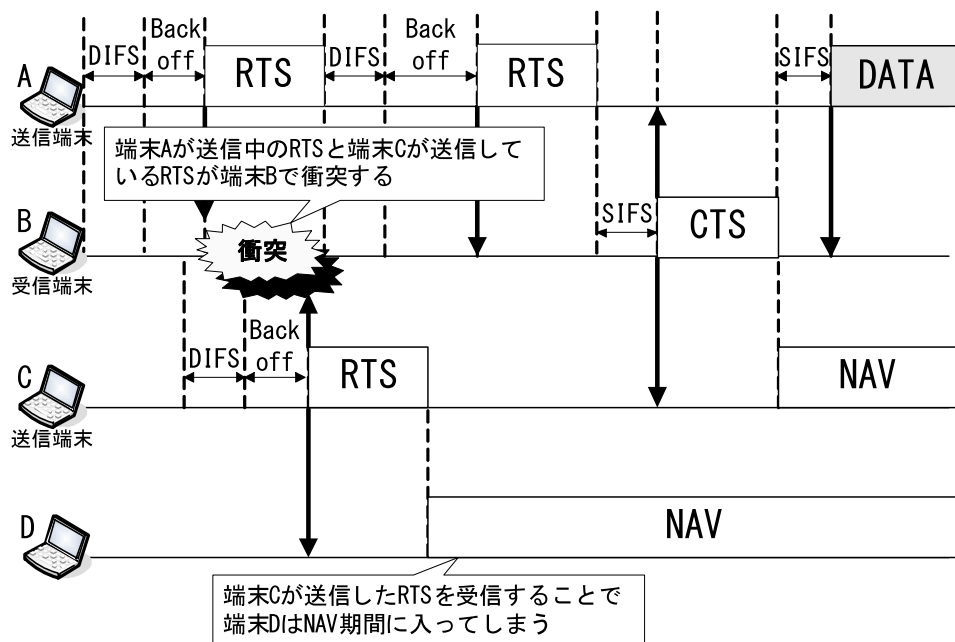 DIFS
Back
off
RTS
DIFS
Back
off
RTS
SIFS
DATA
A
送信端末
端末Aが送信中のRTSと端末Cが送信して
いるRTSが端末Bで衝突する
B
受信端末
衝突
SIFS
CTS
C
送信端末
DIFS
Back
off
RTS
NAV
D
NAV
端末Cが送信したRTSを受信することで
端末DはNAV期間に入ってしまう